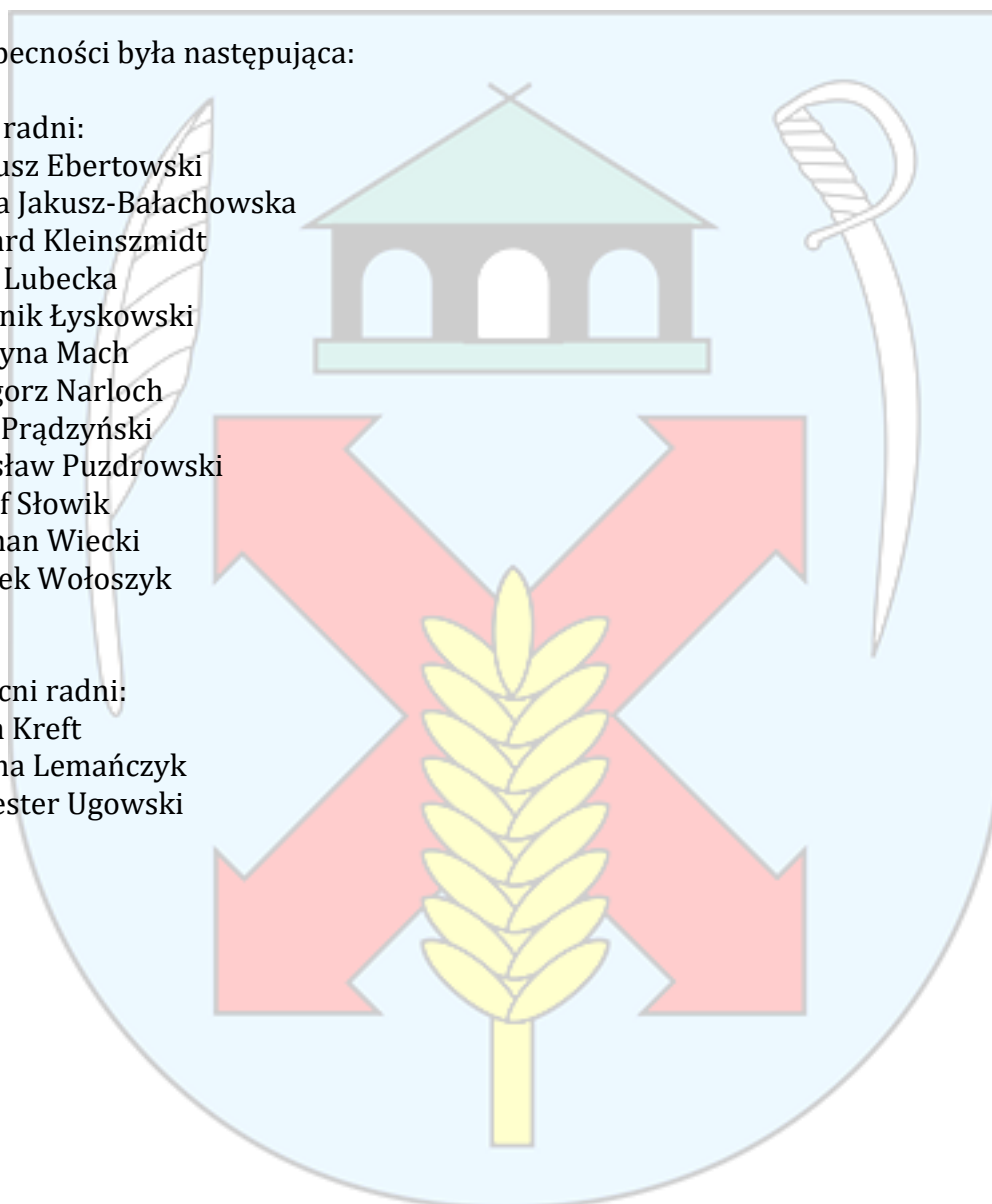 becności była następująca:
radni:
usz Ebertowski
a Jakusz-Bałachowska
ard Kleinszmidt
Lubecka
nik Łyskowski
yna Mach
gorz Narloch
Prądzyński
sław Puzdrowski
f Słowik
nan Wiecki
ek Wołoszyk
cni radni:
a Kreft
na Lemańczyk
ester Ugowski